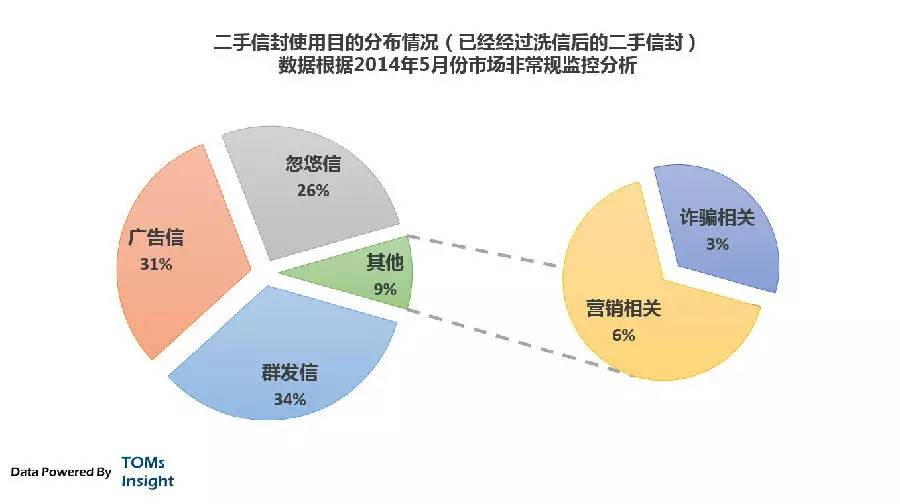 二手信封使用目的分布情况（已经经过洗信后的二手信封）
数据根据2014年5月份市场非常规监控分析
忽悠信
26%
广告信
31%
其他
9%
群发信
34%
诈骗相关
3%
营销相关
6%
Data Powered By TOMs
Insight